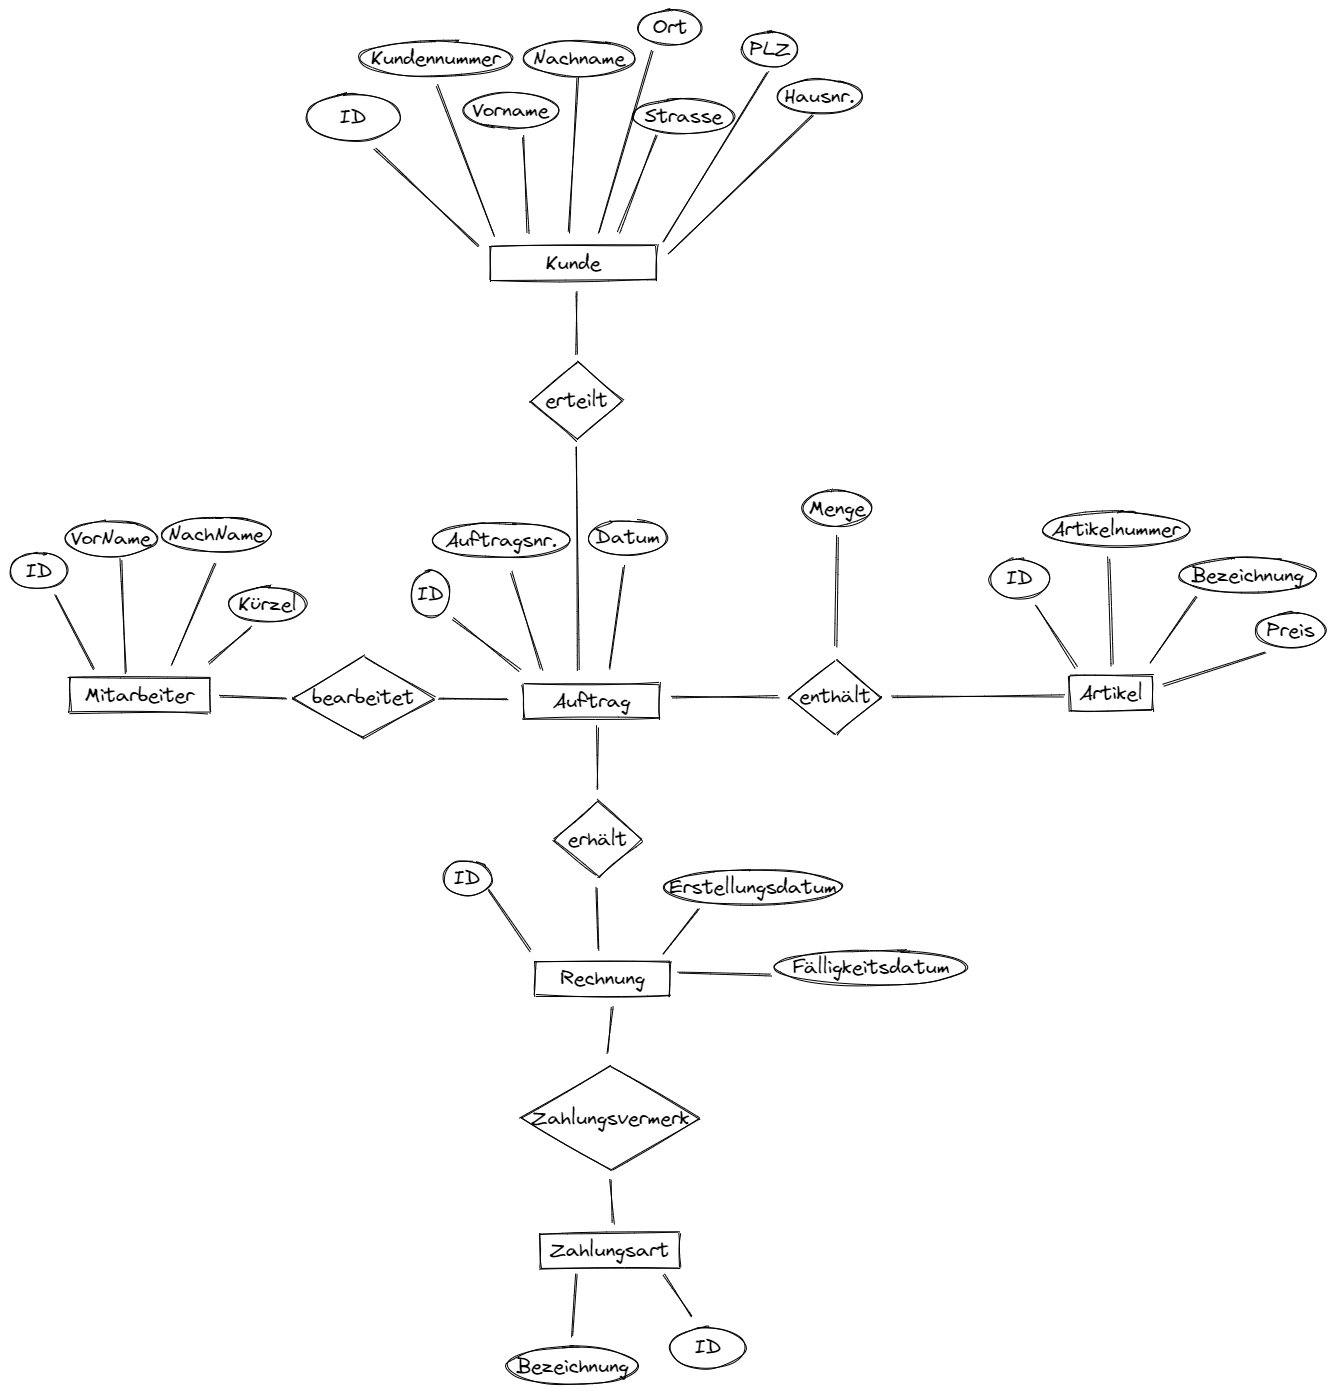 Ort
Kundennummer
Nachname
PLZ
ID
Vorname
Strasse
Hausnr.
Kunde
erteilt
Menge
VorName
NachName
Auftragsnr.
Datum
Artikelnummer
ID
Kürzel
ID
ID
Bezeichnung
Preis
Mitarbeiter
bearbeitet
Auftrag
enthält
Artikel
erhält
ID
Erstellungsdatum
Rechnung
Fälligkeitsdatum
Zahlungsvermerk
Zahlungsart
Bezeichnung
ID